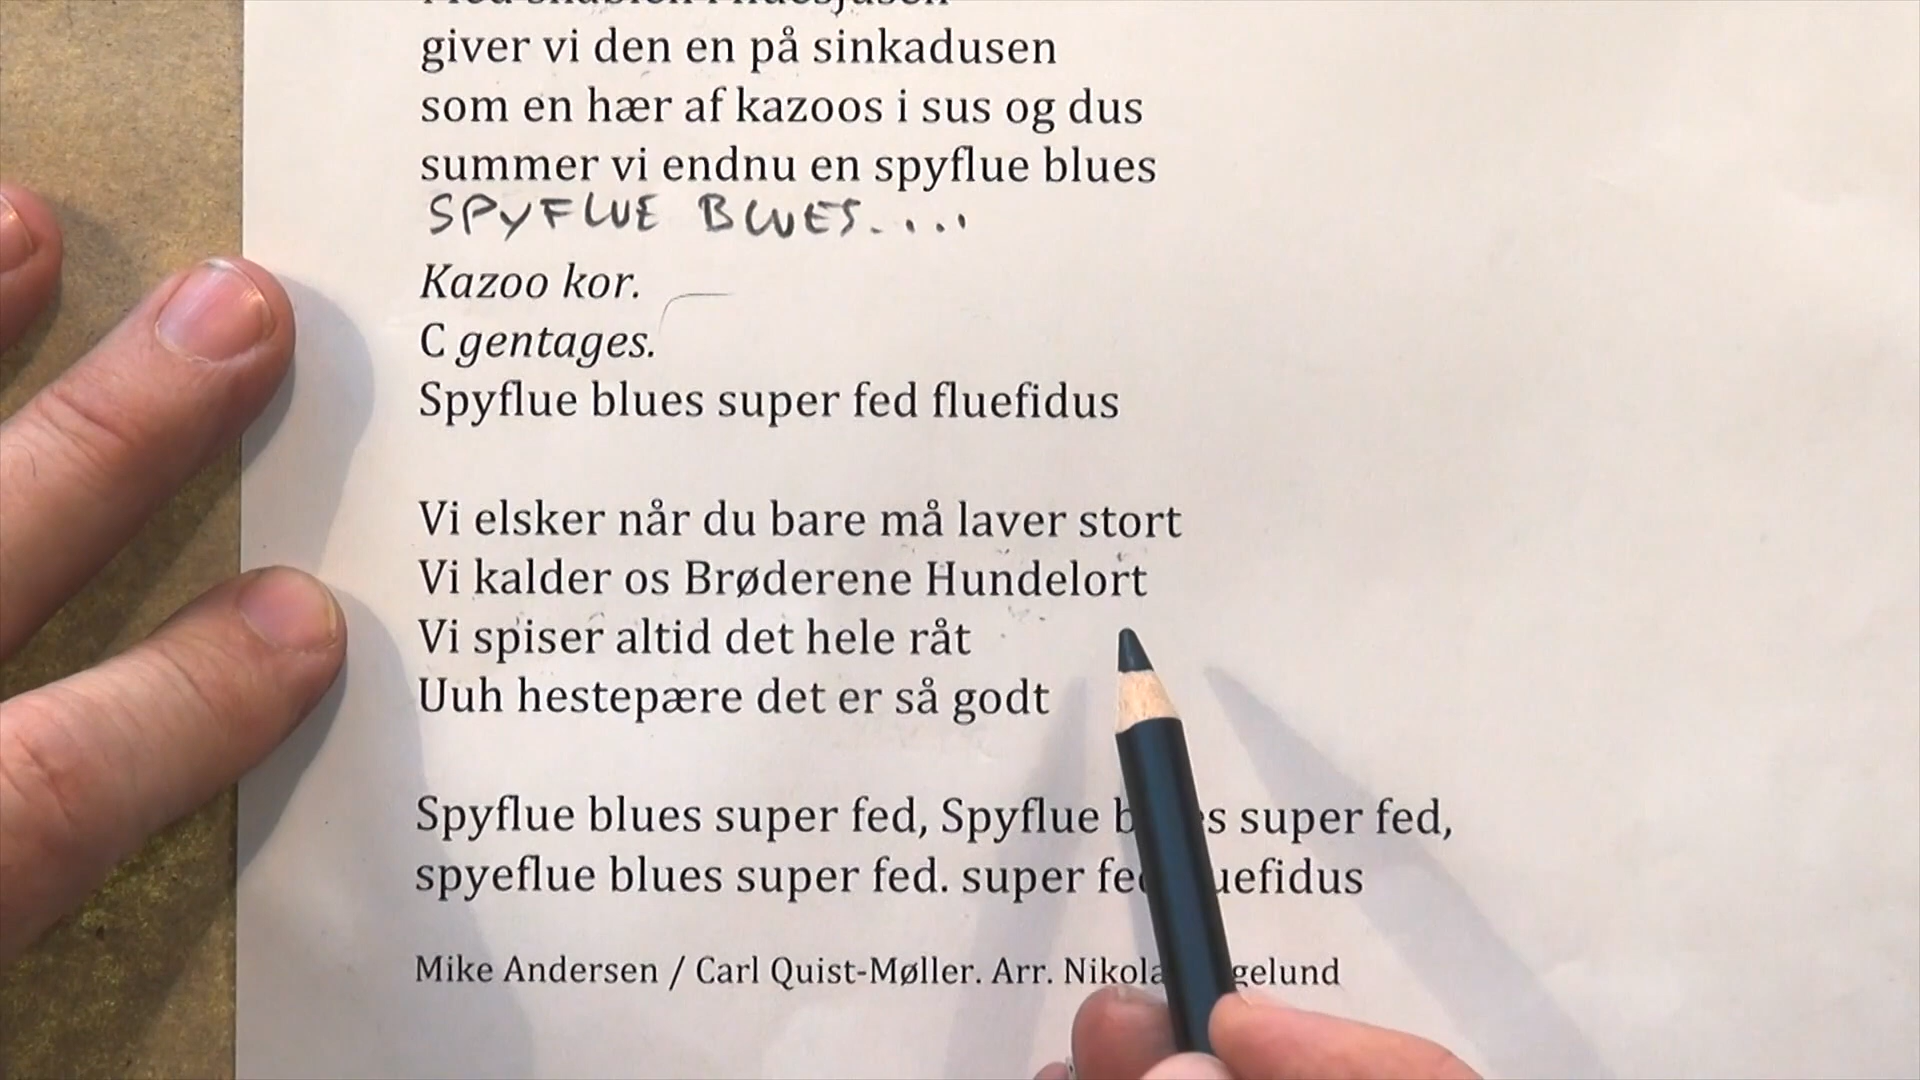 giver vi den en på sinkadusen
som en hær af kazoos i sus og dus
summer vi endnu en spyflue blues
SPYFLUE BLUES....
Kazoo kor.
C gentages.
Spyflue blues super fed fluefidus
Vi elsker når du bare må laver stort
Vi kalder os Brøderene Hundelort
Vi spiser altid det hele råt
Uuh hestepære det er så godt
Spyflue blues super fed, Spyflue super fed,
spyeflue blues super fed. super
Mike Andersen / Carl Quist-Møller. Arr.